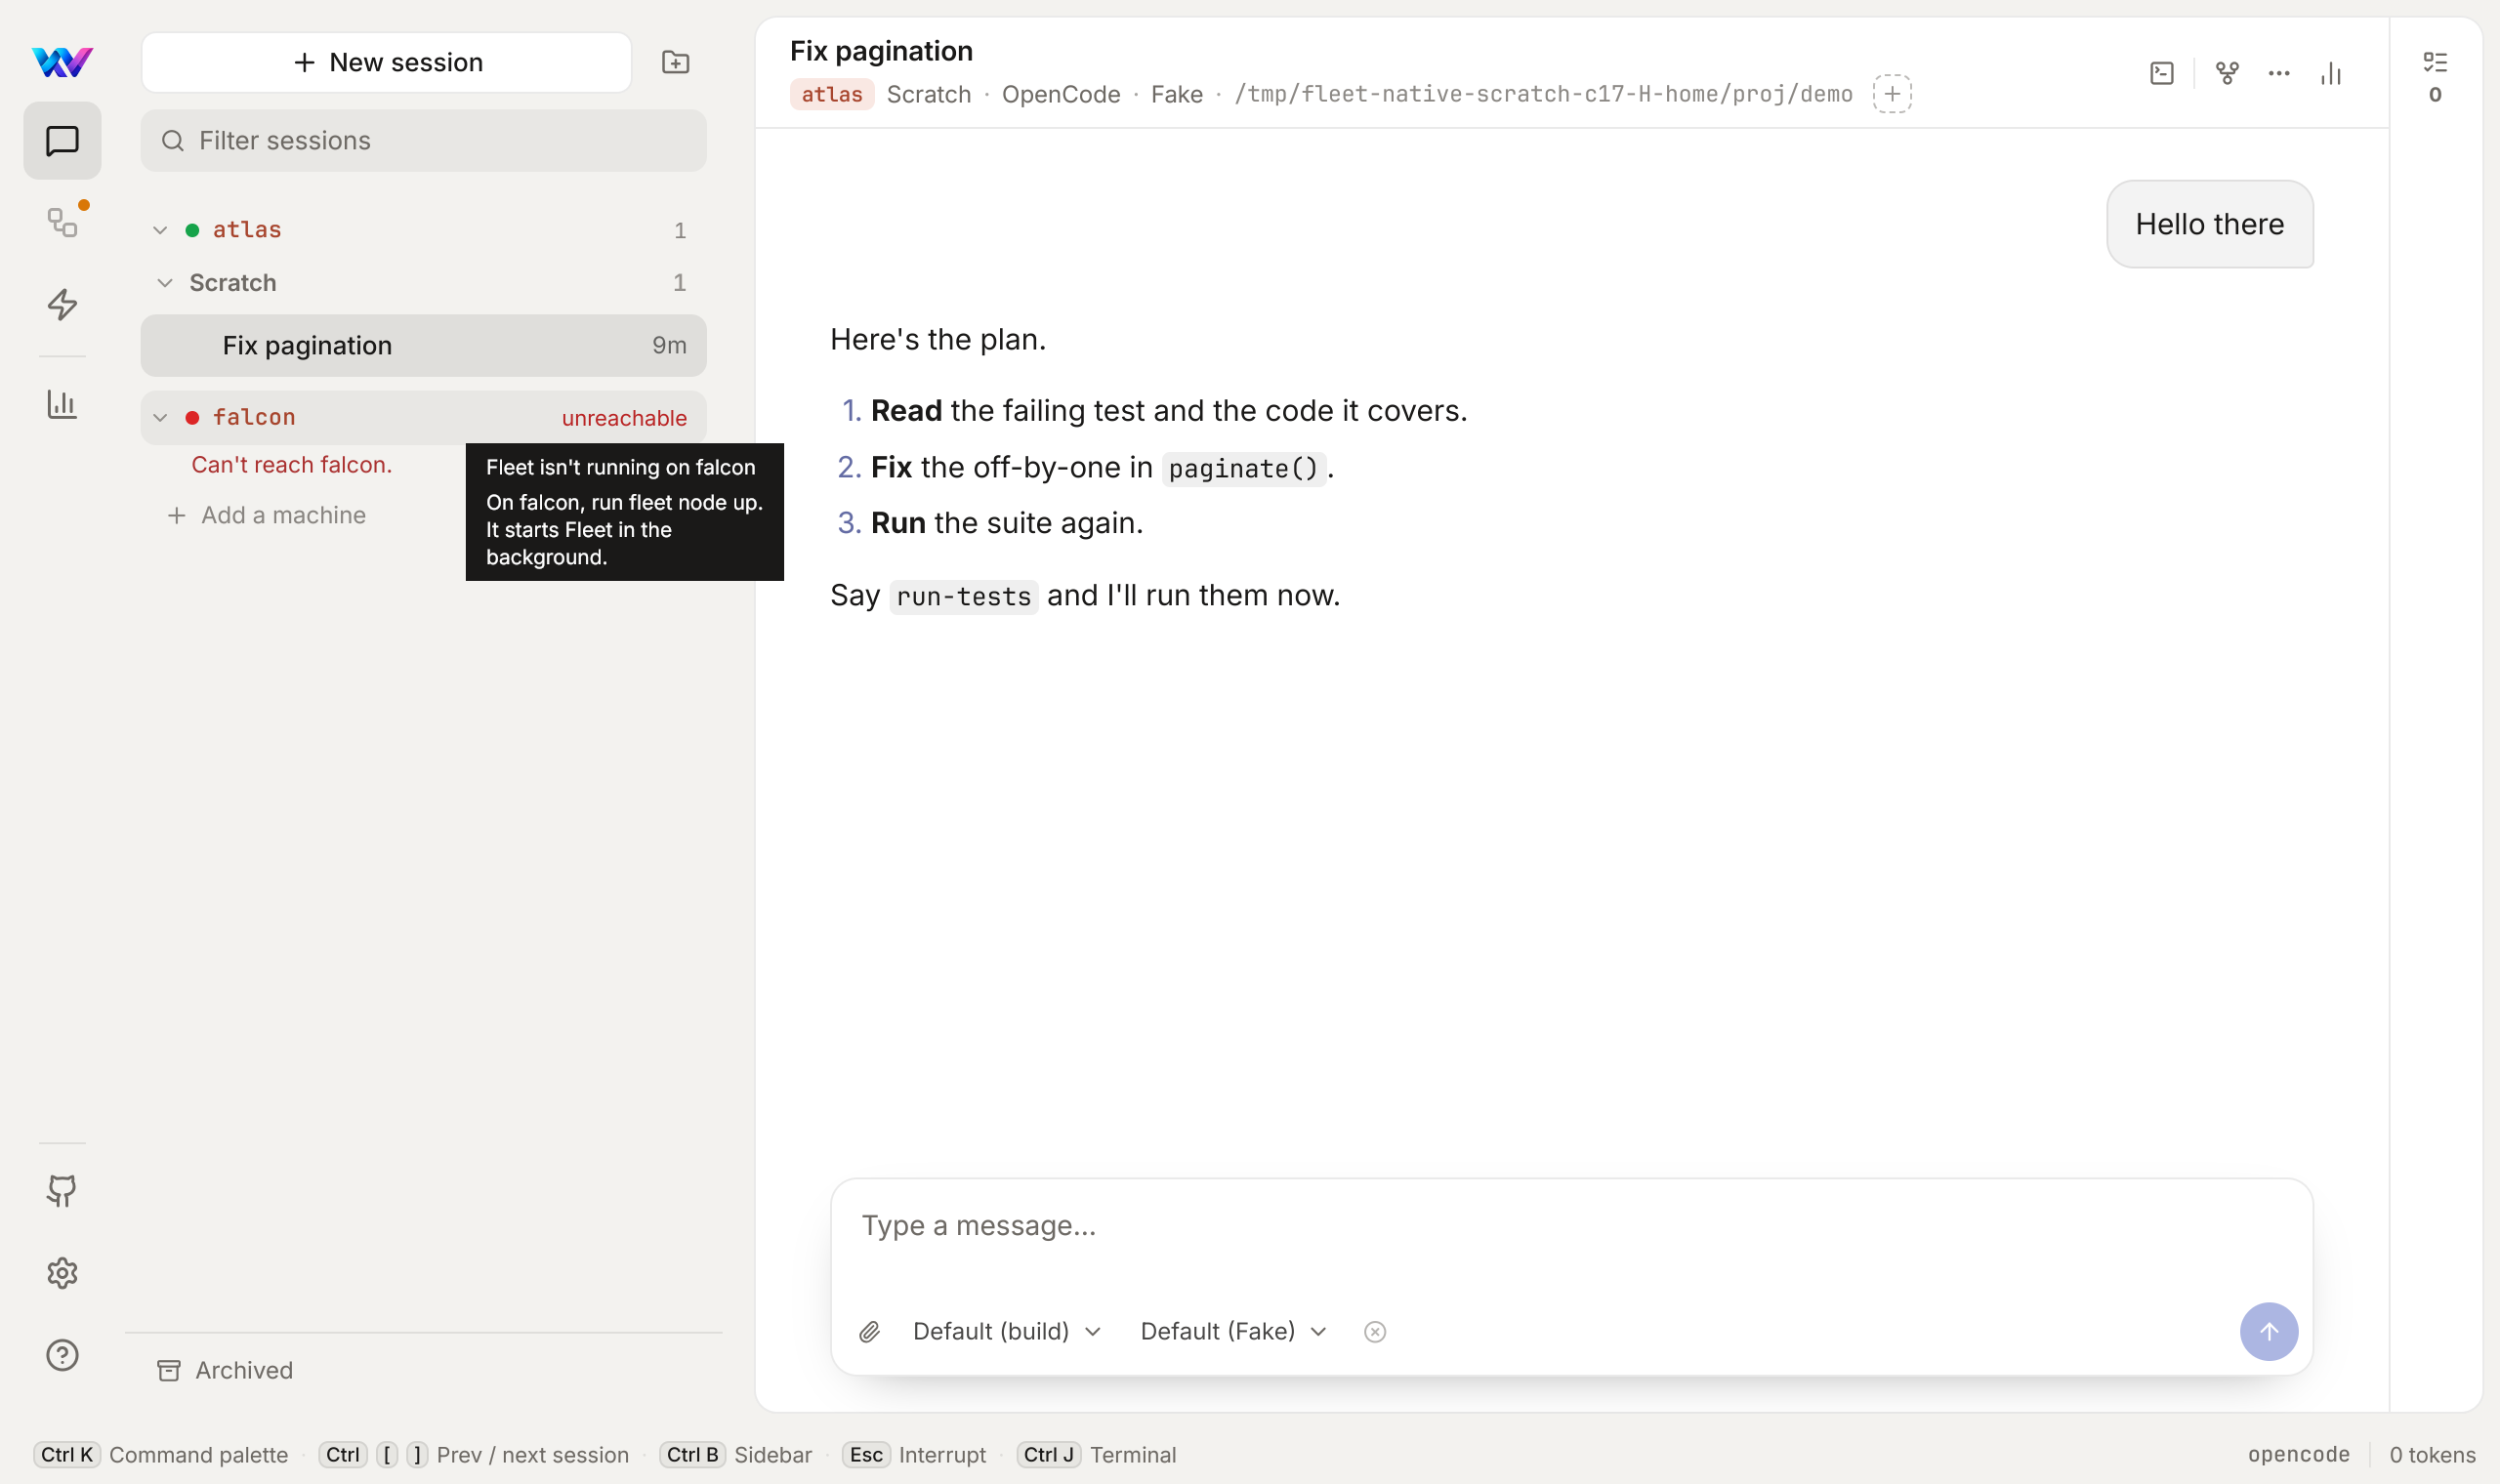 New session
Filter sessions
atlas 1
Scratch 1
Fix pagination 9m
falcon unreachable
Can't reach falcon.
Add a machine
Fleet isn't running on falcon
On falcon, run fleet node up.
It starts Fleet in the
background.
Archived
Fix pagination
atlas Scratch · OpenCode · Fake · /tmp/fleet-native-scratch-c17-H-home/proj/demo
0
Hello there
Here's the plan.
1. Read the failing test and the code it covers.
2. Fix the off-by-one in paginate().
3. Run the suite again.
Say run-tests and I'll run them now.
Type a message...
Default (build) Default (Fake)
Ctrl K Command palette · Ctrl [ ] Prev / next session · Ctrl B Sidebar · Esc Interrupt · Ctrl J Terminal
opencode 0 tokens